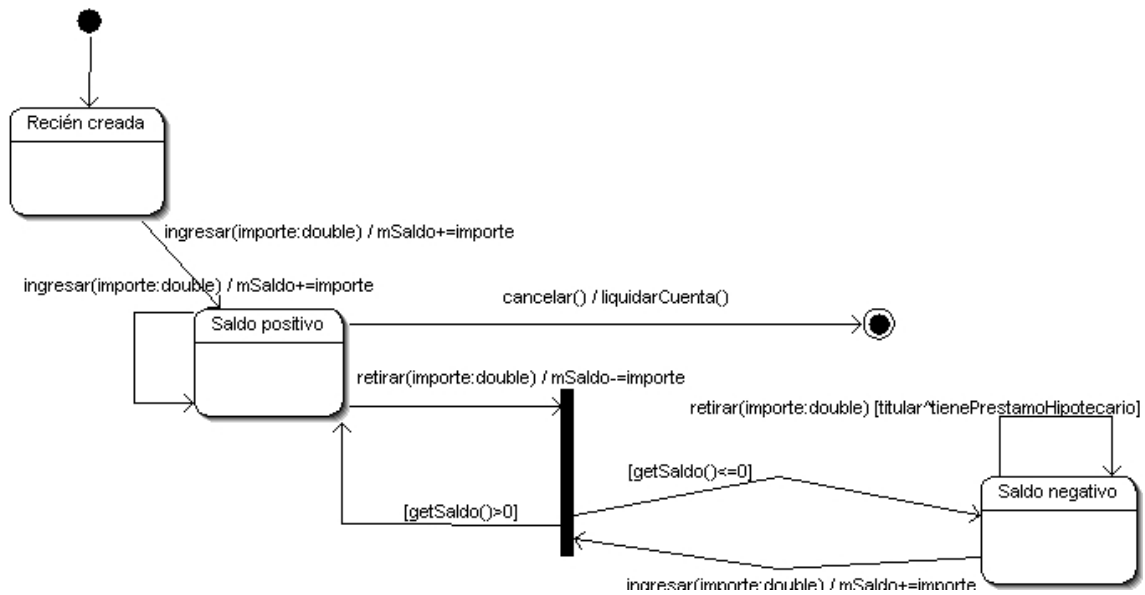 Recién creada
ingresar(importe:double) / mSaldo+=importe
ingresar(importe:double) / mSaldo+=importe
cancelar() / liquidarCuenta()
Saldo positivo
retirar(importe:double) / mSaldo-=importe
retirar(importe:double) [titular^tienePrestamoHipotecario]
[getSaldo()<=0]
Saldo negativo
[getSaldo()>0]
ingresar(importe:double) / mSaldo+=importe